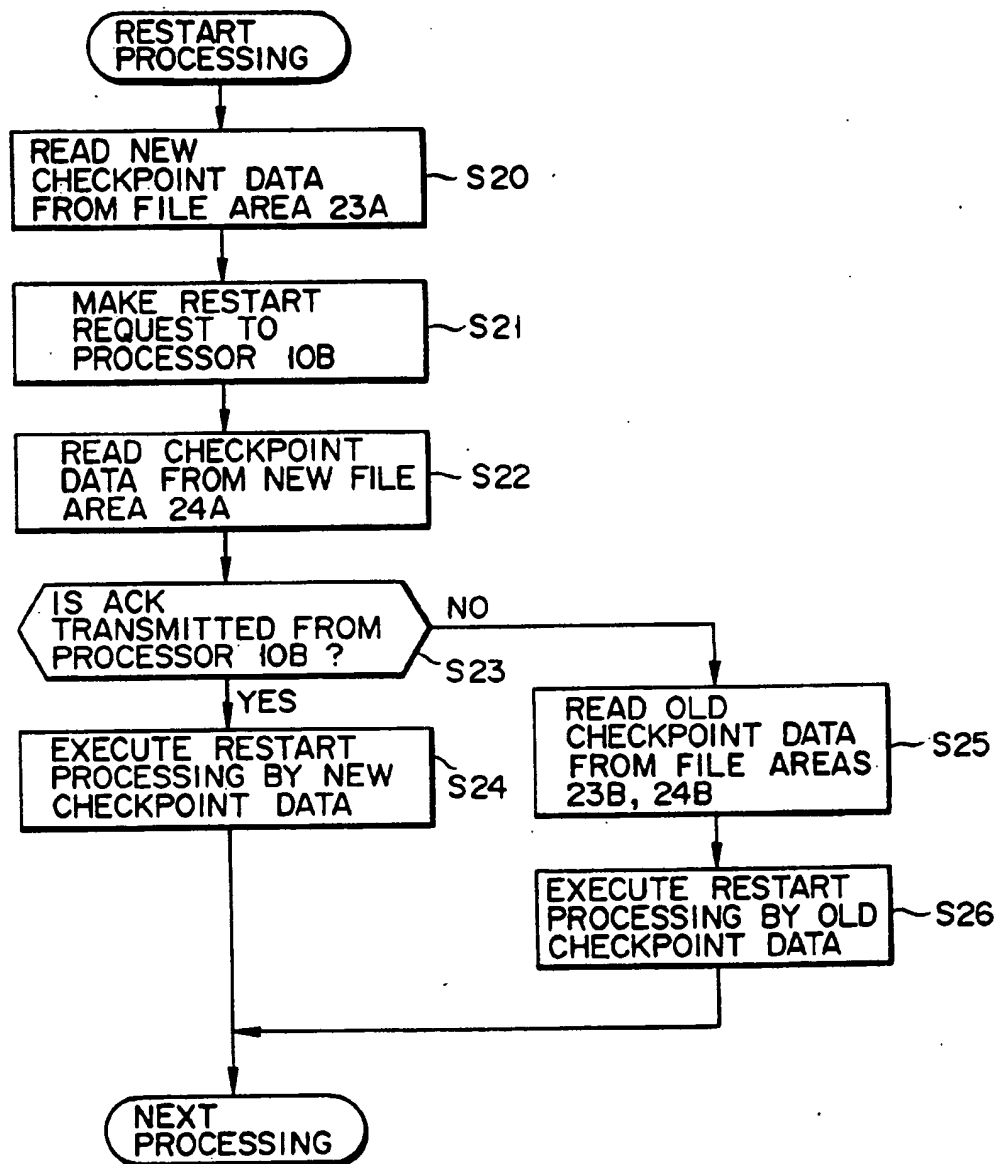 RESTART
PROCESSING
READ NEW
CHECKPOINT DATA
FROM FILE AREA 23A
S20
MAKE RESTART
REQUEST TO
PROCESSOR 10B
S21
READ CHECKPOINT
DATA FROM NEW FILE
AREA 24A
S22
IS ACK
TRANSMITTED FROM
PROCESSOR 10B ?
S23
NO
YES
EXECUTE RESTART
PROCESSING BY NEW
CHECKPOINT DATA
S24
READ OLD
CHECKPOINT DATA
FROM FILE AREAS
23B, 24B
S25
EXECUTE RESTART
PROCESSING BY OLD
CHECKPOINT DATA
S26
NEXT
PROCESSING